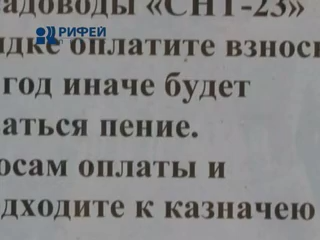 адоводы «СНТ-23»
РИФЕЙ
дке оплатите взнос
год иначе будет
аться пение.
осам оплаты и
дходите к казначею